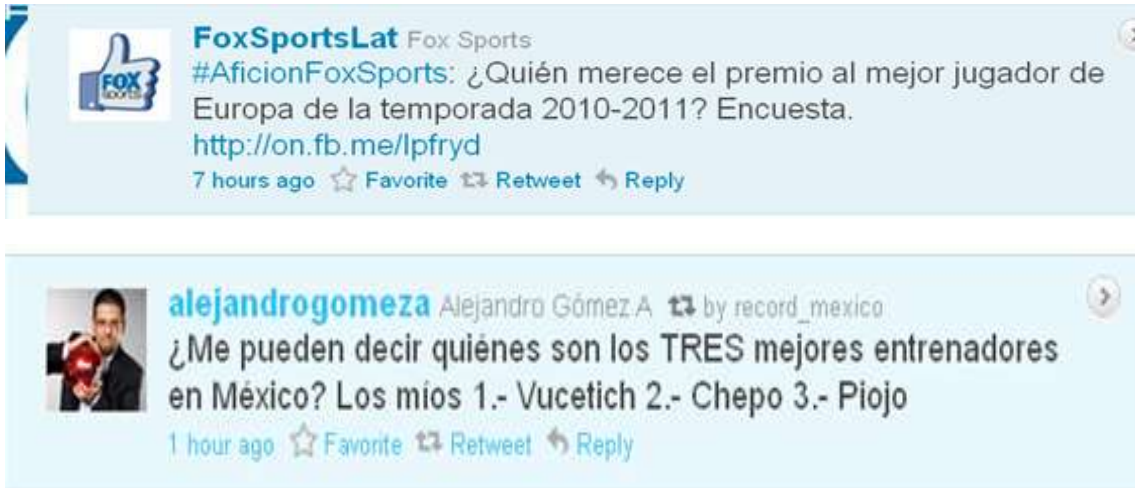 FoxSportsLat Fox Sports
#AficionFoxSports: ¿Quién merece el premio al mejor jugador de
Europa de la temporada 2010-2011? Encuesta.
http://on.fb.me/lpfryd
7 hours ago Favorite Retweet Reply
FOX
sports
alejandrogomeza Alejandro Gómez A by record_mexico
¿Me pueden decir quiénes son los TRES mejores entrenadores
en México? Los míos 1.- Vucetich 2.- Chepo 3.- Piojo
1 hour ago Favorite Retweet Reply